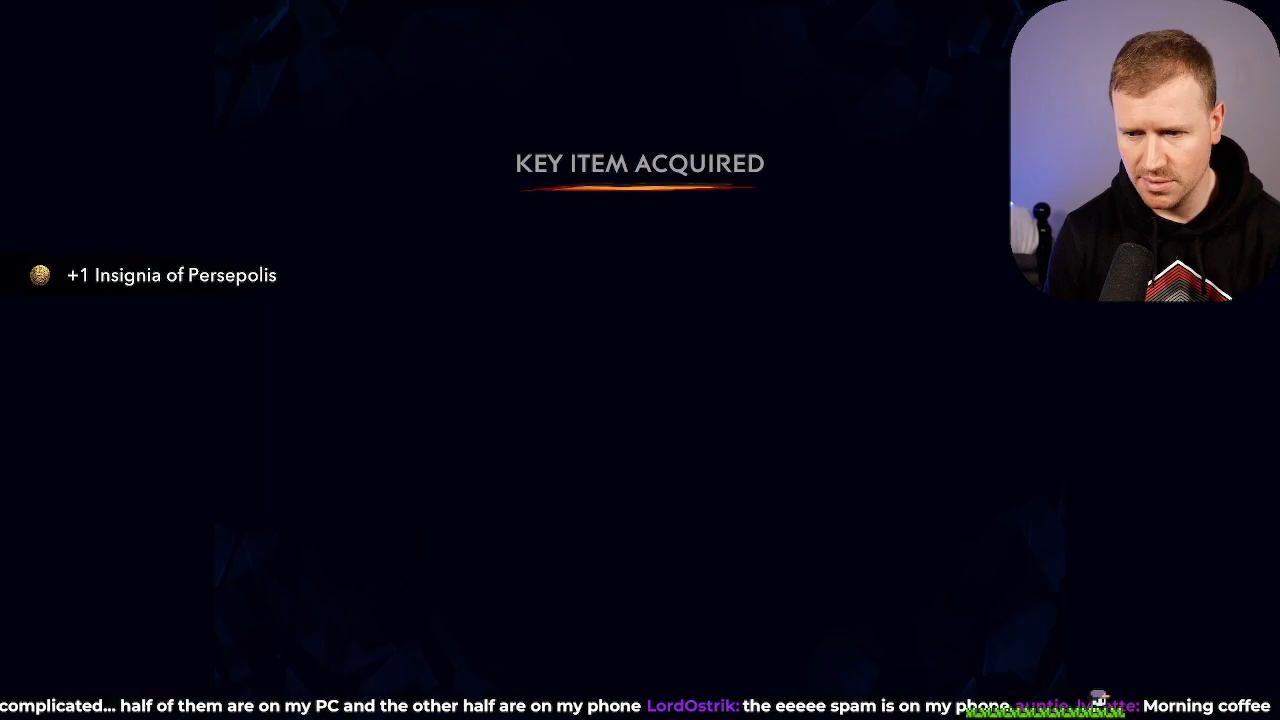 KEY ITEM ACQUIRED
+1 Insignia of Persepolis
complicated... half of them are on my PC and the other half are on my phone LordOstrik: the eeeee spam is on my phone Morning coffee